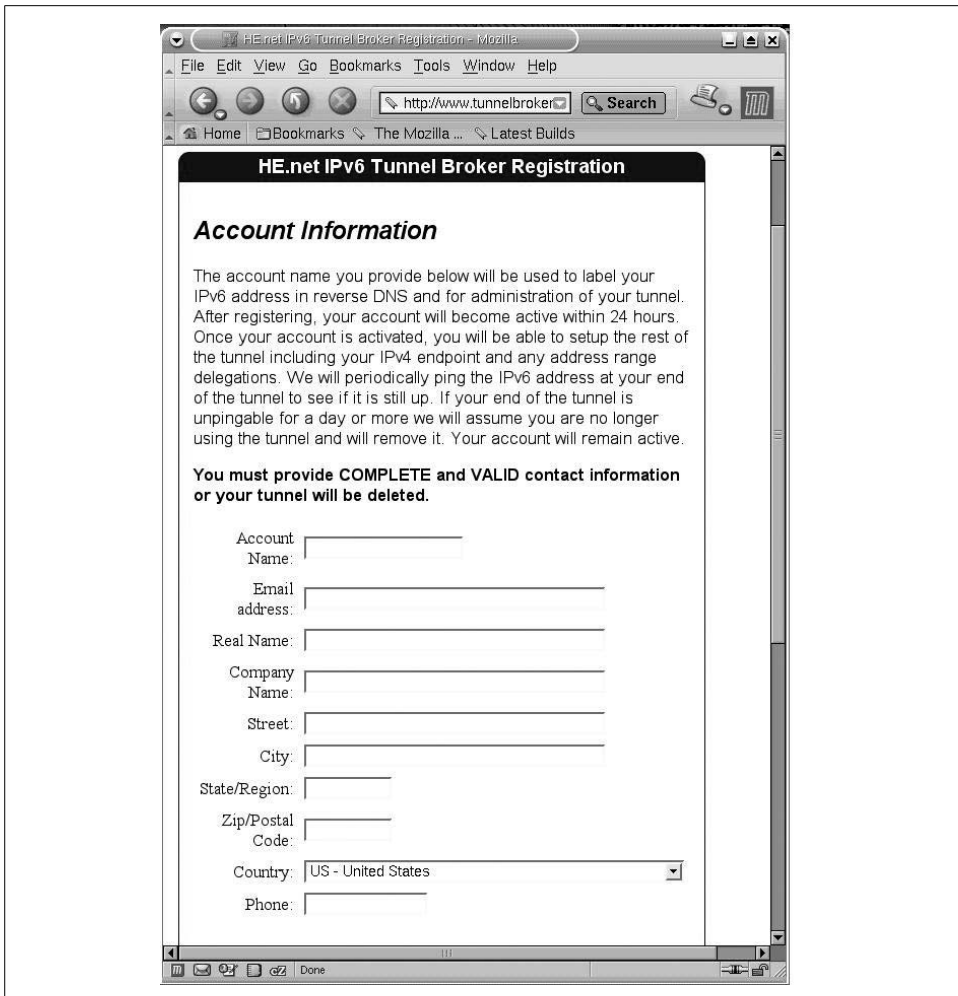 HE.net IPv6 Tunnel Broker Registration - Mozilla
File Edit View Go Bookmarks Tools Window Help
http://www.tunnelbroker Search
Home Bookmarks The Mozilla ... Latest Builds
HE.net IPv6 Tunnel Broker Registration
Account Information
The account name you provide below will be used to label your
IPv6 address in reverse DNS and for administration of your tunnel.
After registering, your account will become active within 24 hours.
Once your account is activated, you will be able to setup the rest of
the tunnel including your IPv4 endpoint and any address range
delegations. We will periodically ping the IPv6 address at your end
of the tunnel to see if it is still up. If your end of the tunnel is
unpingable for a day or more we will assume you are no longer
using the tunnel and will remove it. Your account will remain active.
You must provide COMPLETE and VALID contact information
or your tunnel will be deleted.
Account
Name:
Email
address:
Real Name:
Company
Name:
Street:
City:
State/Region:
Zip/Postal
Code:
Country: US - United States
Phone:
Done